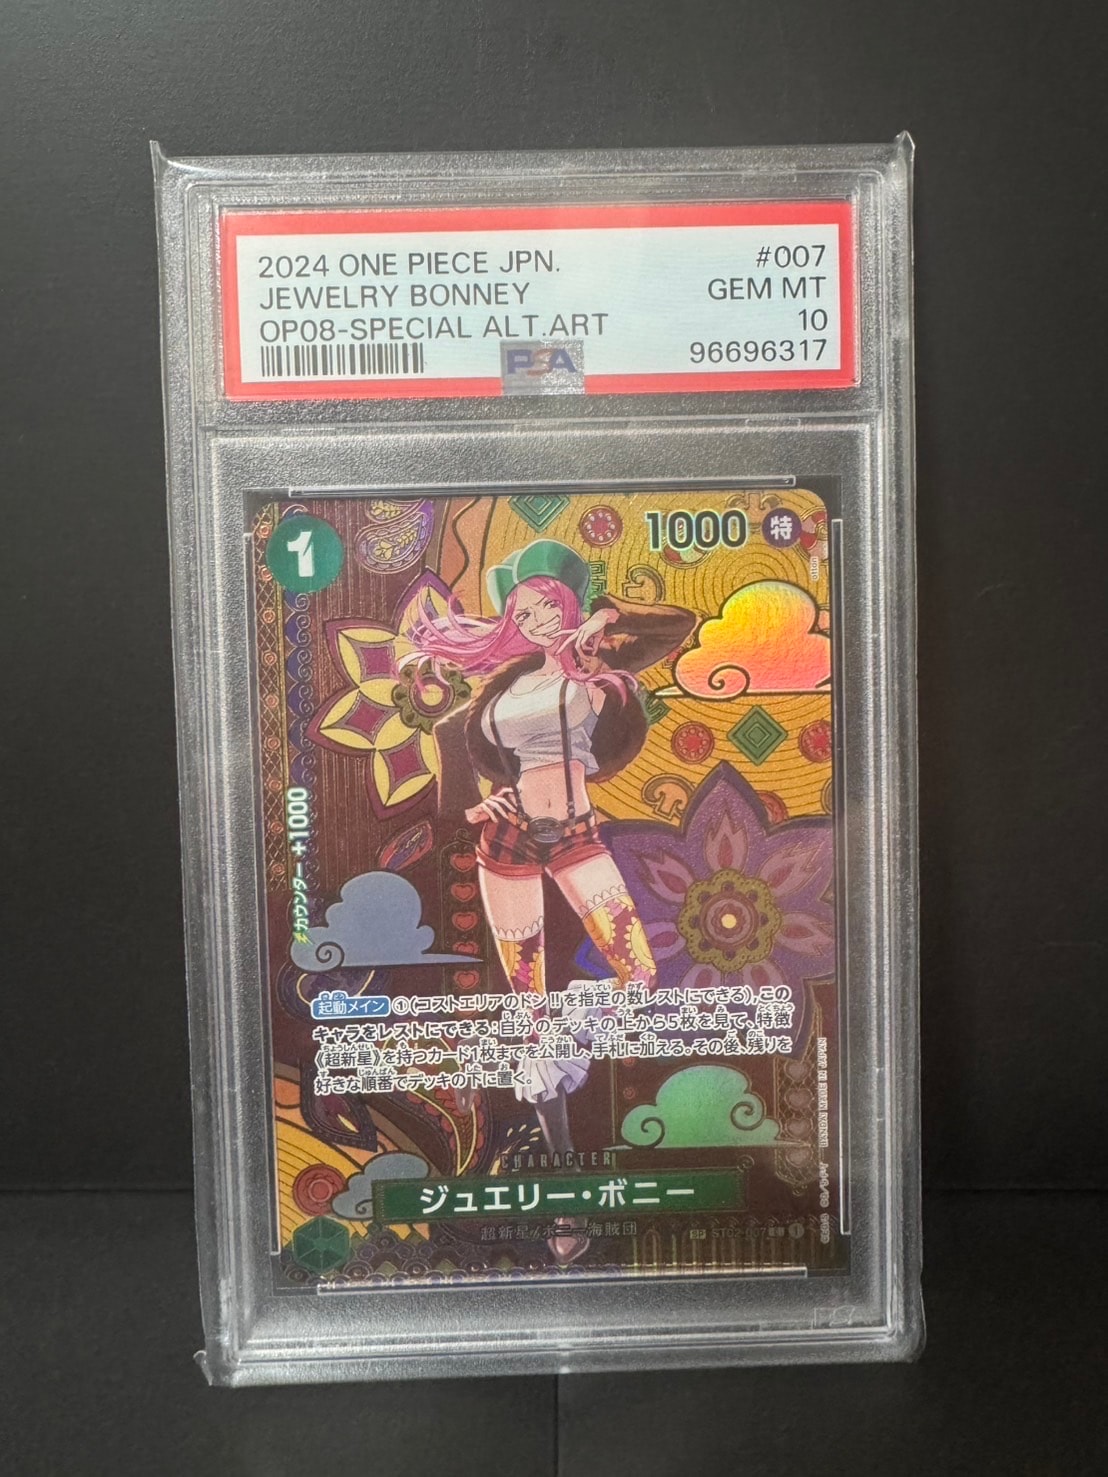 2024 ONE PIECE JPN. #007
JEWELRY BONNEY GEM MT
OP08-SPECIAL ALT.ART 10
96696317
PSA
1
1000 特
カウンター +1000
起動メイン ①(コストエリアのドン!!を指定の数レストにできる),この
キャラをレストにできる:自分のデッキの上から5枚を見て、特徴
《超新星》を持つカード1枚までを公開し、手札に加える。その後、残りを
好きな順番でデッキの下に置く。
BANDAI MADE IN JAPAN
CHARACTER
ジュエリー・ボニー
超新星/ボニー海賊団
SP ST02-007